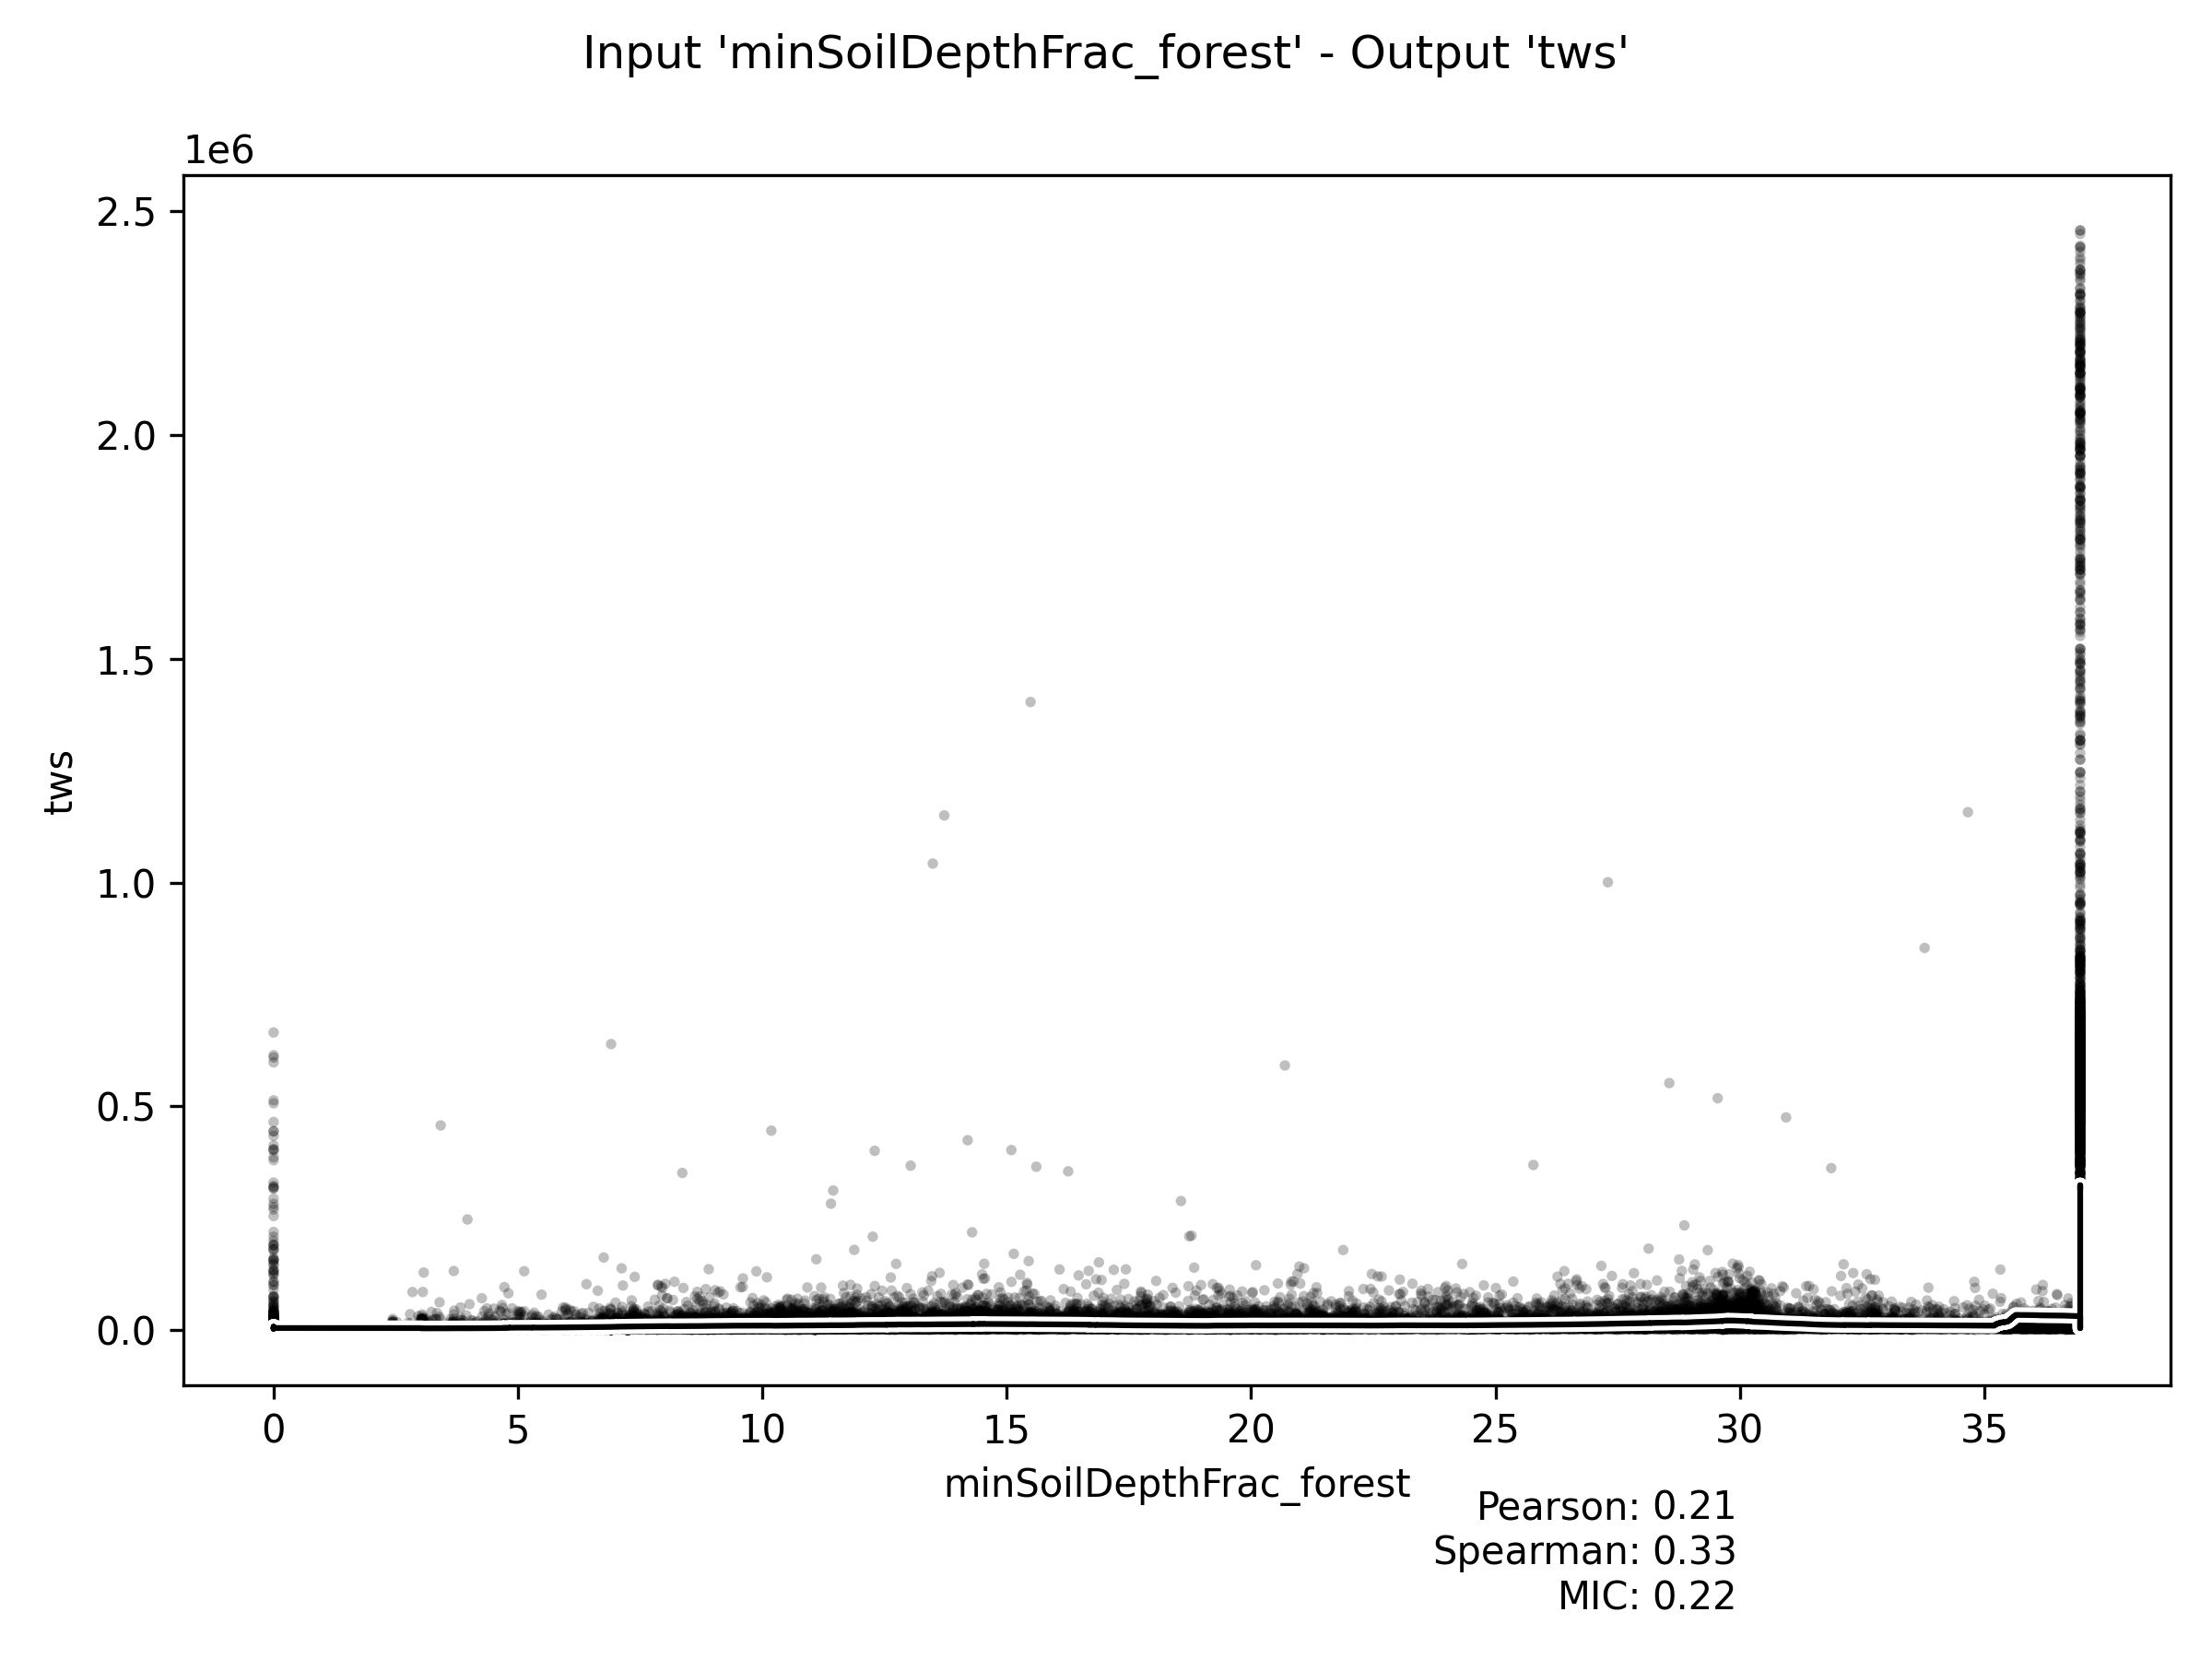 Input 'minSoilDepthFrac_forest' - Output 'tws'
1e6
2.5
2.0
1.5
1.0
0.5
0.0
tws
0 5 10 15 20 25 30 35
minSoilDepthFrac_forest
Pearson: 0.21
Spearman: 0.33
MIC: 0.22